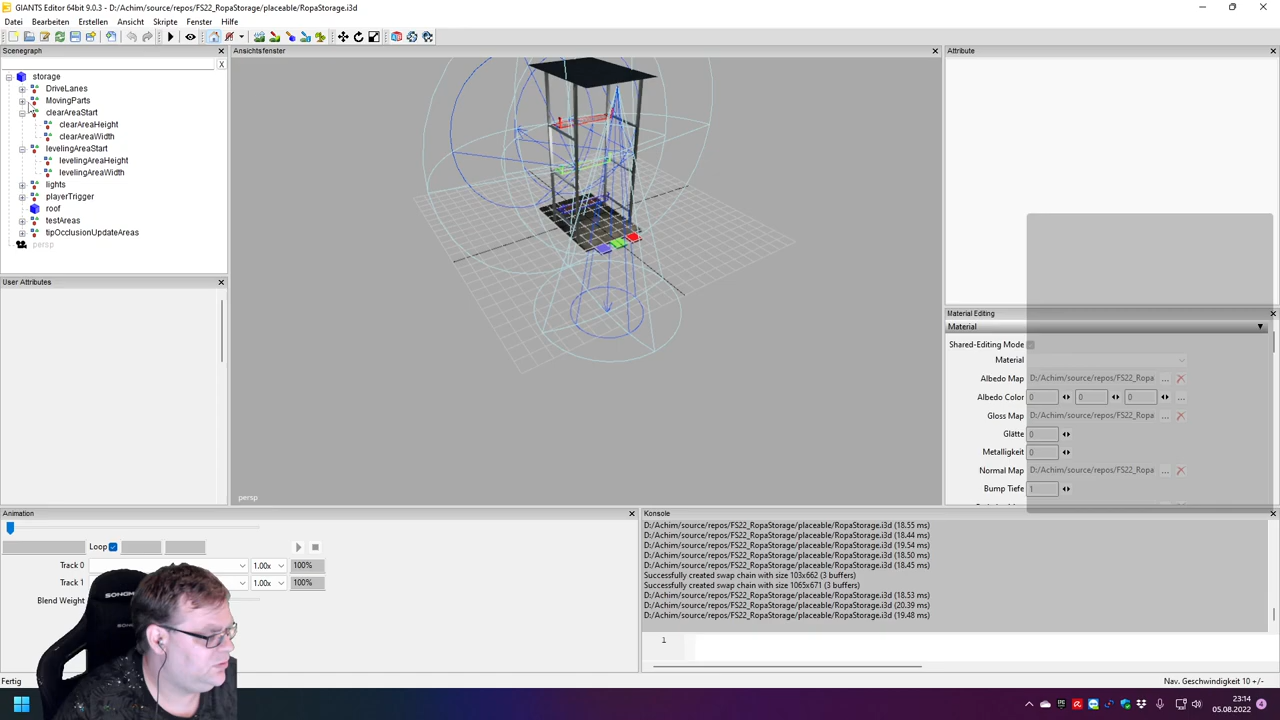 GIANTS Editor 64bit 9.0.3 - D:/Achim/source/repos/FS22_RopaStorage/placeable/RopaStorage.i3d
Datei Bearbeiten Erstellen Ansicht Skripte Fenster Hilfe
Scenegraph
X
storage
DriveLanes
MovingParts
clearAreaStart
clearAreaHeight
clearAreaWidth
levelingAreaStart
levelingAreaHeight
levelingAreaWidth
lights
playerTrigger
roof
testAreas
tipOcclusionUpdateAreas
persp
User Attributes
Ansichtsfenster
persp
Attribute
Material Editing
Material
Shared-Editing Mode
Material
Albedo Map D:/Achim/source/repos/FS22_Ropa ...
Albedo Color 0 0 0 ...
Gloss Map D:/Achim/source/repos/FS22_Ropa ...
Glätte 0
Metalligkeit 0
Normal Map D:/Achim/source/repos/FS22_Ropa ...
Bump Tiefe 1
Animation
Loop
Track 0 1.00x 100%
Track 1 1.00x 100%
Blend Weight
SONGMICS
Konsole
D:/Achim/source/repos/FS22_RopaStorage/placeable/RopaStorage.i3d (18.55 ms)
D:/Achim/source/repos/FS22_RopaStorage/placeable/RopaStorage.i3d (18.44 ms)
D:/Achim/source/repos/FS22_RopaStorage/placeable/RopaStorage.i3d (19.54 ms)
D:/Achim/source/repos/FS22_RopaStorage/placeable/RopaStorage.i3d (18.50 ms)
D:/Achim/source/repos/FS22_RopaStorage/placeable/RopaStorage.i3d (18.45 ms)
Successfully created swap chain with size 103x662 (3 buffers)
Successfully created swap chain with size 1065x671 (3 buffers)
D:/Achim/source/repos/FS22_RopaStorage/placeable/RopaStorage.i3d (18.53 ms)
D:/Achim/source/repos/FS22_RopaStorage/placeable/RopaStorage.i3d (20.39 ms)
D:/Achim/source/repos/FS22_RopaStorage/placeable/RopaStorage.i3d (19.48 ms)
1
Fertig
Nav. Geschwindigkeit 10 +/-
23:14
05.08.2022